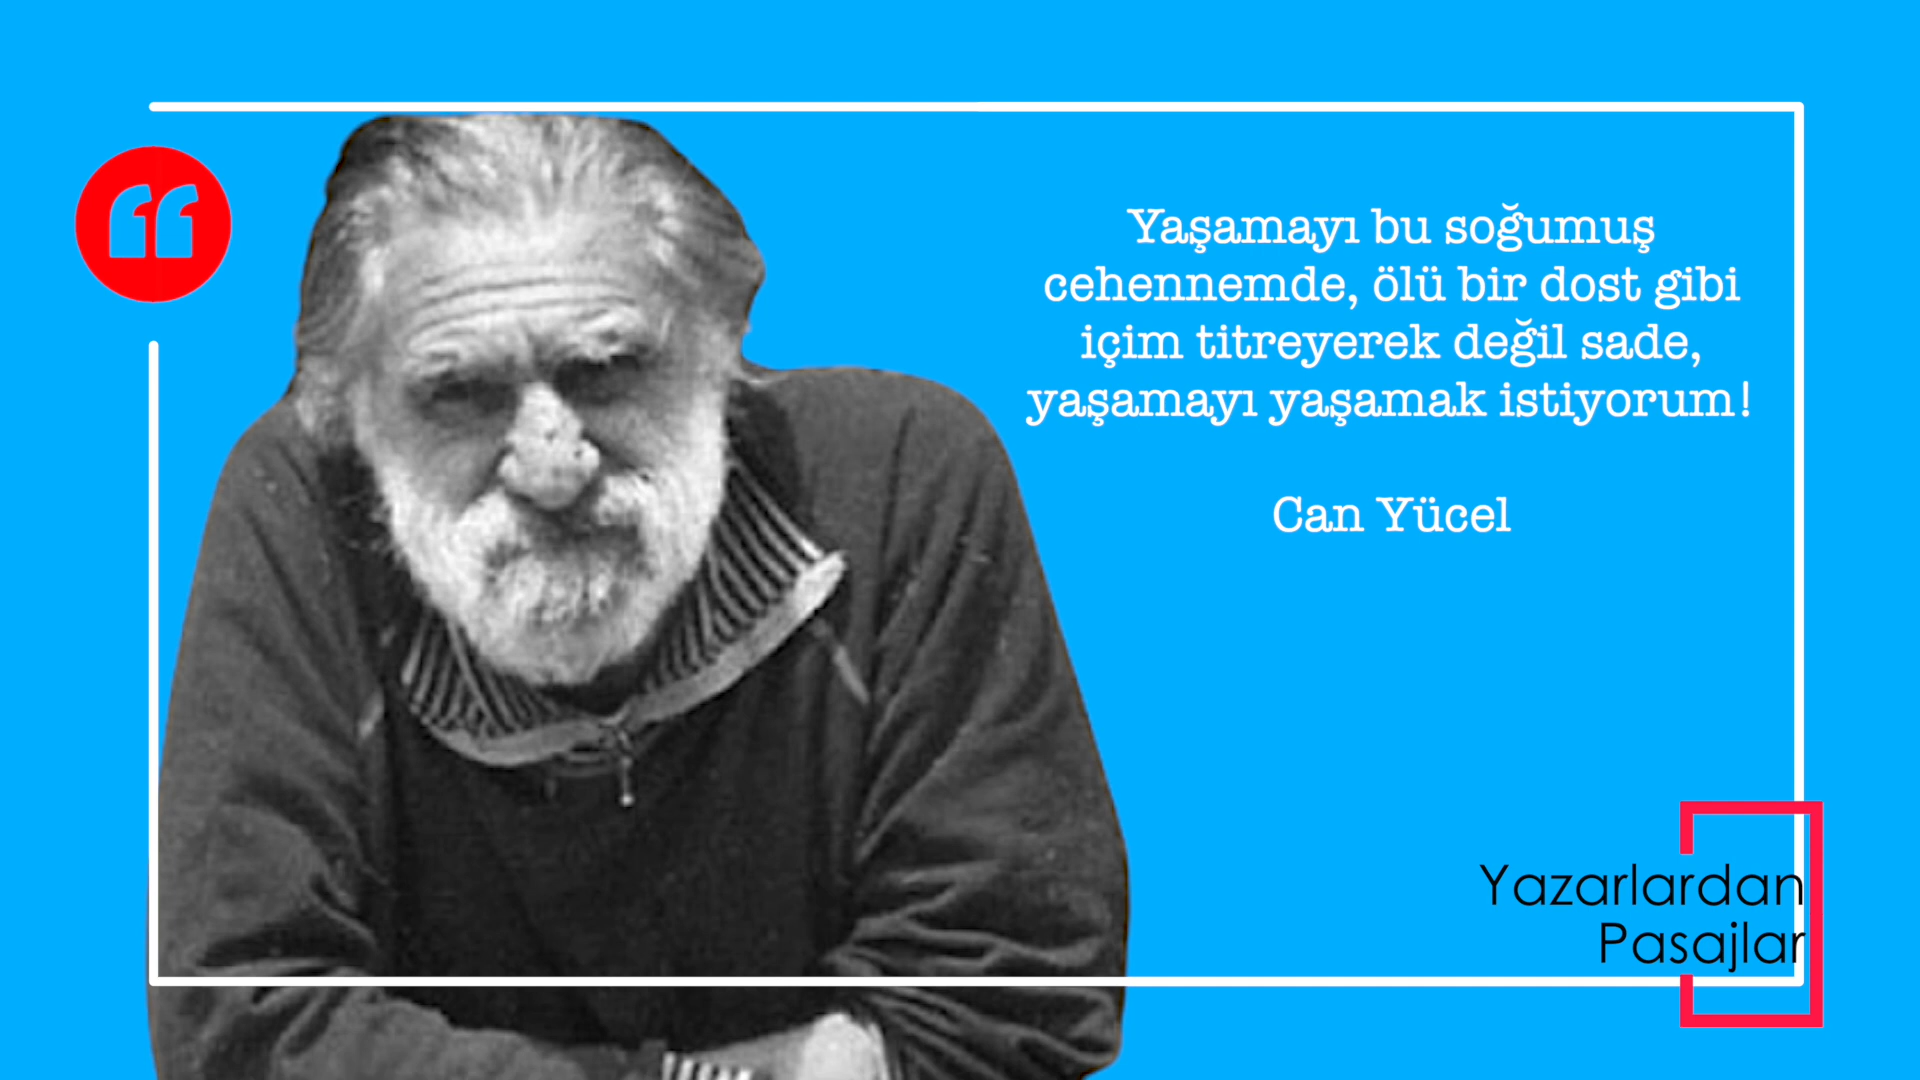 Yaşamayı bu soğumuş
cehennemde, ölü bir dost gibi
içim titreyerek değil sade,
yaşamayı yaşamak istiyorum!
Can Yücel
Yazarlardan
Pasajlar